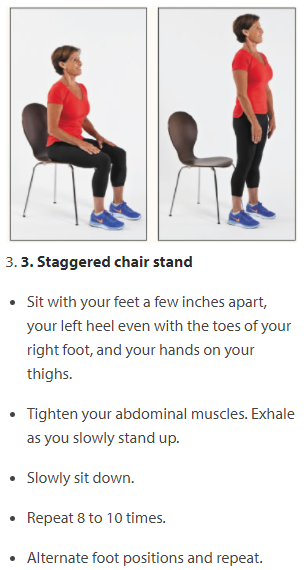 3. 3. Staggered chair stand
• Sit with your feet a few inches apart,
your left heel even with the toes of your
right foot, and your hands on your
thighs.
• Tighten your abdominal muscles. Exhale
as you slowly stand up.
• Slowly sit down.
• Repeat 8 to 10 times.
• Alternate foot positions and repeat.